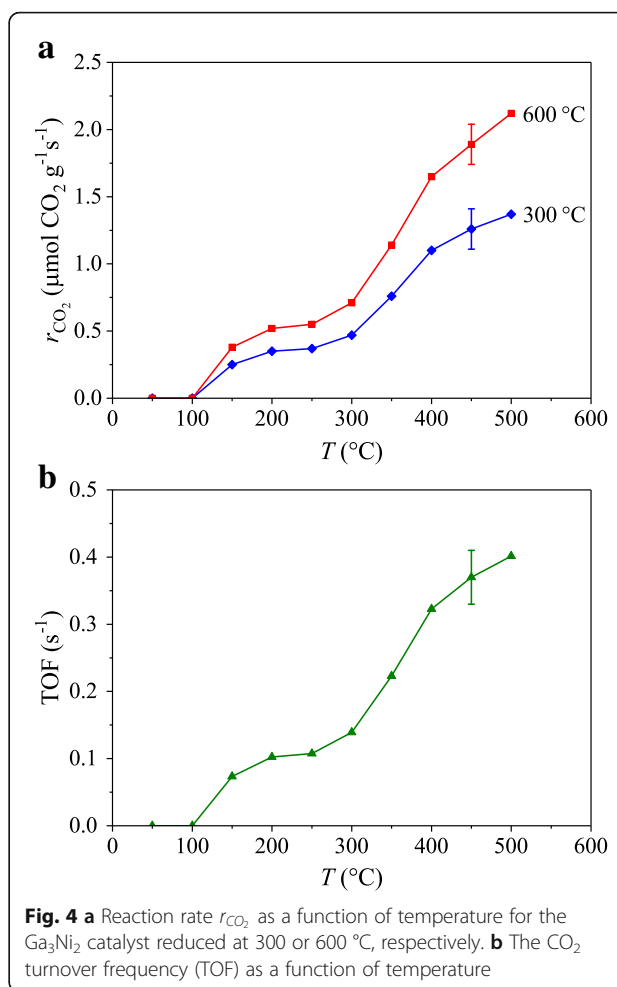 a
2.5
2.0
1.5
1.0
0.5
0.0
r_CO₂ (μmol CO₂ g⁻¹s⁻¹)
600 °C
300 °C
0 100 200 300 400 500 600
T (°C)
b
0.5
0.4
0.3
0.2
0.1
0.0
TOF (s⁻¹)
0 100 200 300 400 500 600
T (°C)
Fig. 4 a Reaction rate r_CO₂ as a function of temperature for the
Ga₃Ni₂ catalyst reduced at 300 or 600 °C, respectively. b The CO₂
turnover frequency (TOF) as a function of temperature